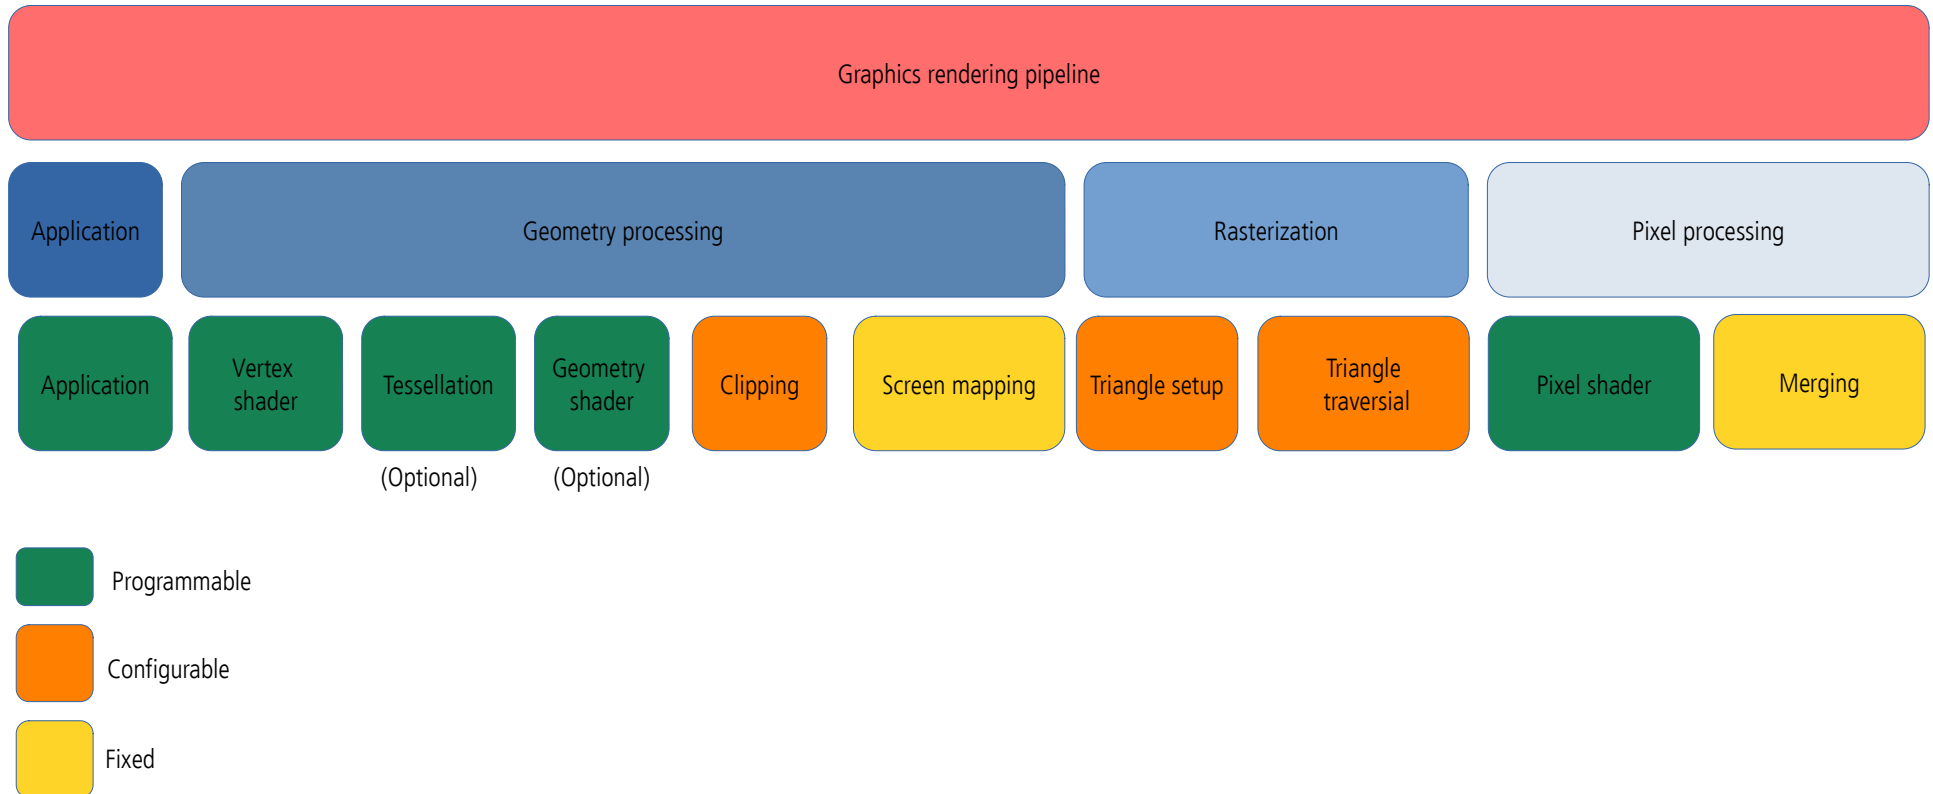 Graphics rendering pipeline
Application
Geometry processing
Rasterization
Pixel processing
Application
Vertex
shader
Tessellation
Geometry
shader
Clipping
Screen mapping
Triangle setup
Triangle
traversial
Pixel shader
Merging
(Optional)
(Optional)
Programmable
Configurable
Fixed